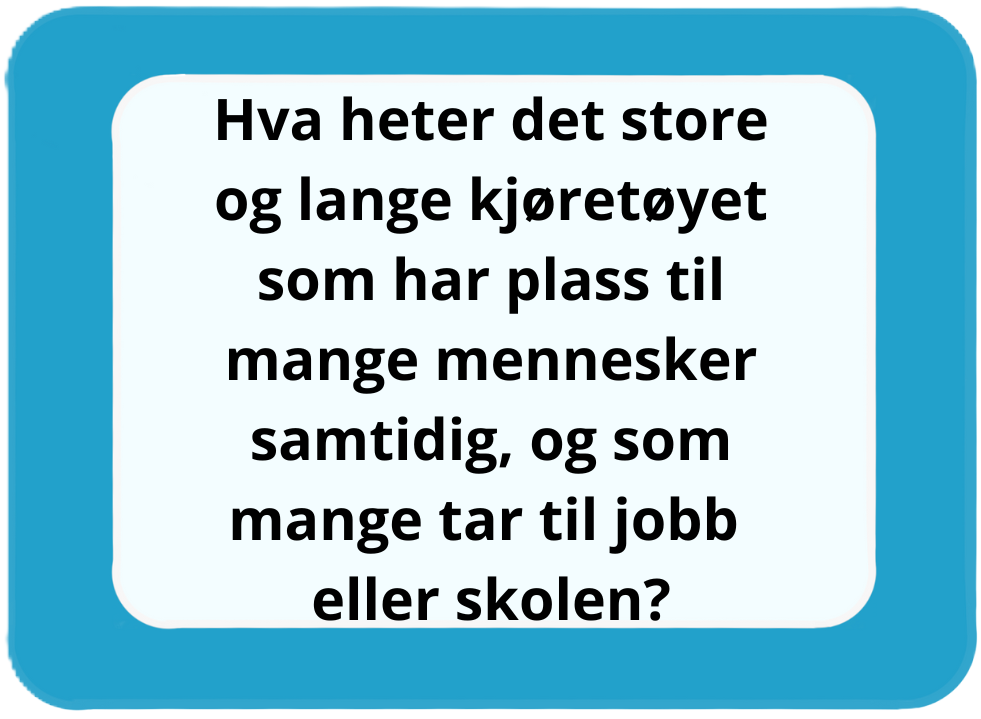 Hva heter det store
og lange kjøretøyet
som har plass til
mange mennesker
samtidig, og som
mange tar til jobb
eller skolen?